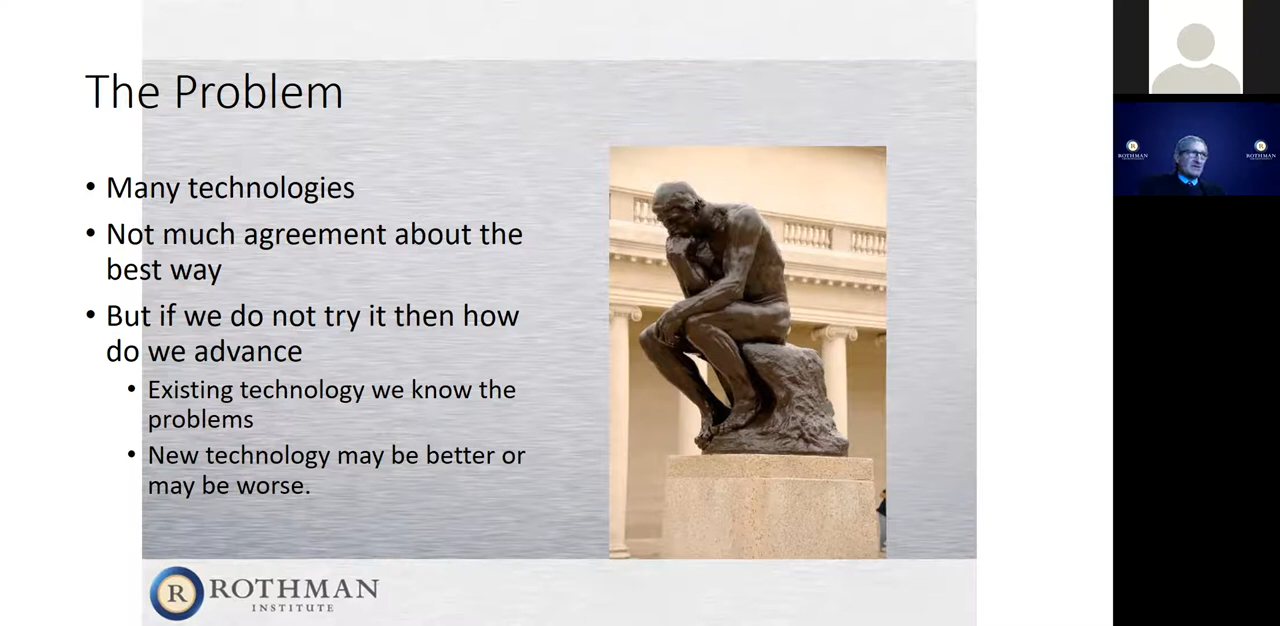 The Problem
• Many technologies
• Not much agreement about the
best way
• But if we do not try it then how
do we advance
• Existing technology we know the
problems
• New technology may be better or
may be worse.
R ROTHMAN
INSTITUTE
R
ROTHMAN
R
ROTHMAN